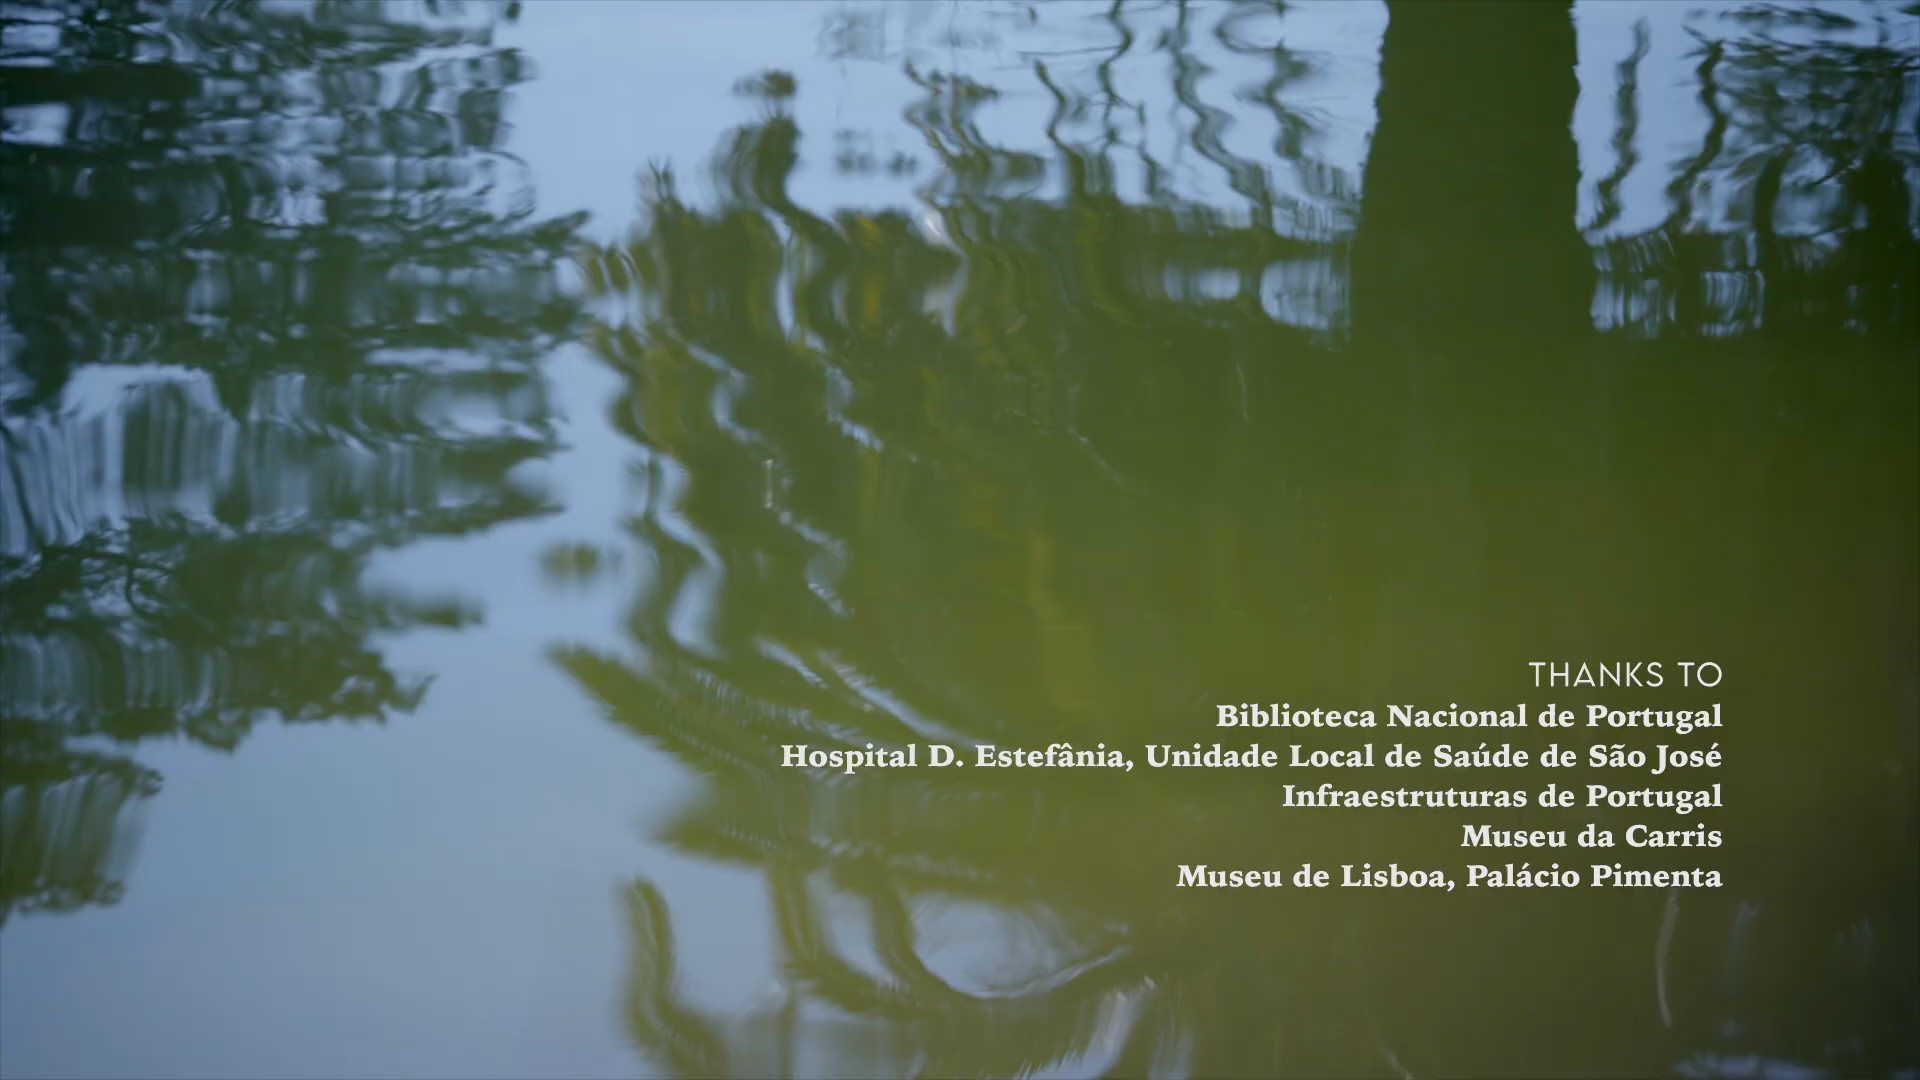 THANKS TO
Biblioteca Nacional de Portugal
Hospital D. Estefânia, Unidade Local de Saúde de São José
Infraestruturas de Portugal
Museu da Carris
Museu de Lisboa, Palácio Pimenta